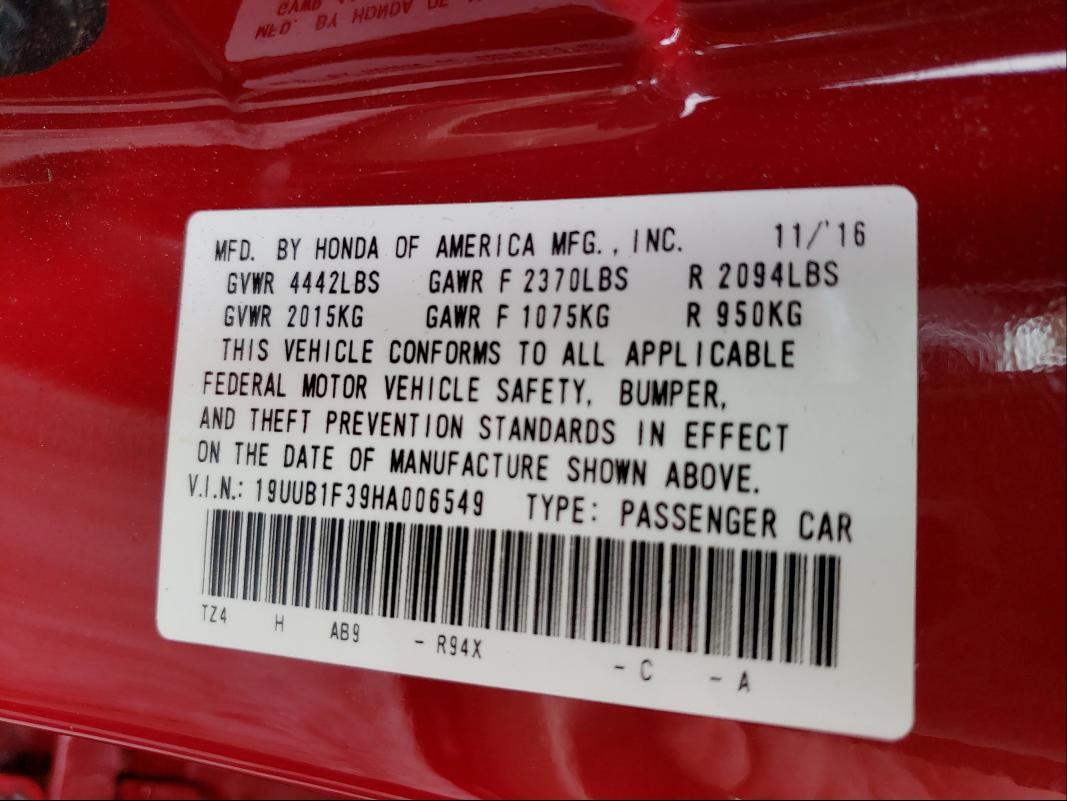 MFD. BY HONDA OF AMERICA MFG., INC. 11/'16
GVWR 4442LBS GAWR F 2370LBS R 2094LBS
GVWR 2015KG GAWR F 1075KG R 950KG
THIS VEHICLE CONFORMS TO ALL APPLICABLE
FEDERAL MOTOR VEHICLE SAFETY, BUMPER,
AND THEFT PREVENTION STANDARDS IN EFFECT
ON THE DATE OF MANUFACTURE SHOWN ABOVE.
V.I.N.: 19UUB1F39HA006549 TYPE: PASSENGER CAR
TZ4 H AB9 - R94X - C - A